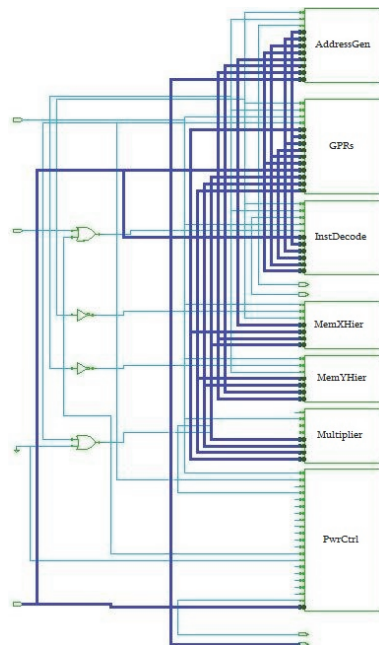 AddressGen
GPRs
InstDecode
MemXHier
MemYHier
Multiplier
PwrCtrl